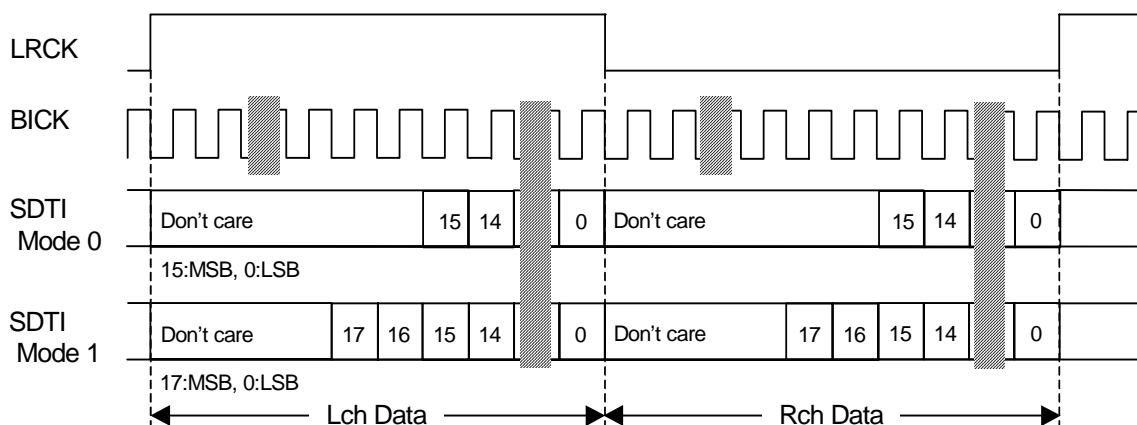 LRCK
BICK
SDTI
Mode 0
Don't care 15 14 0 Don't care 15 14 0
15:MSB, 0:LSB
SDTI
Mode 1
Don't care 17 16 15 14 0 Don't care 17 16 15 14 0
17:MSB, 0:LSB
Lch Data Rch Data